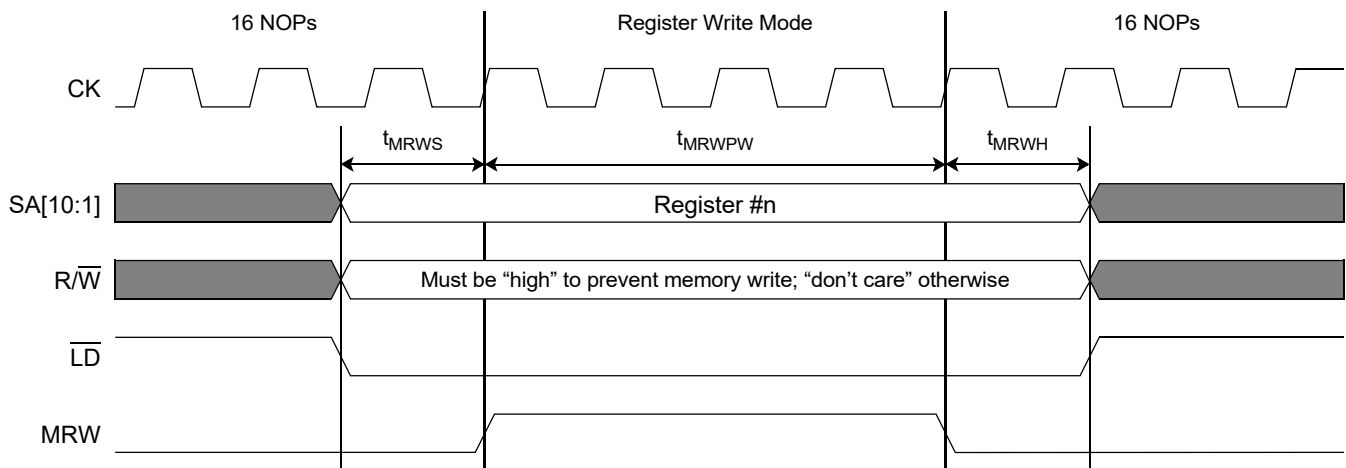 16 NOPs Register Write Mode 16 NOPs
CK
tMRWS tMRWPW tMRWH
SA[10:1] Register #n
R/W̅ Must be “high” to prevent memory write; “don’t care” otherwise
L̅D̅
MRW